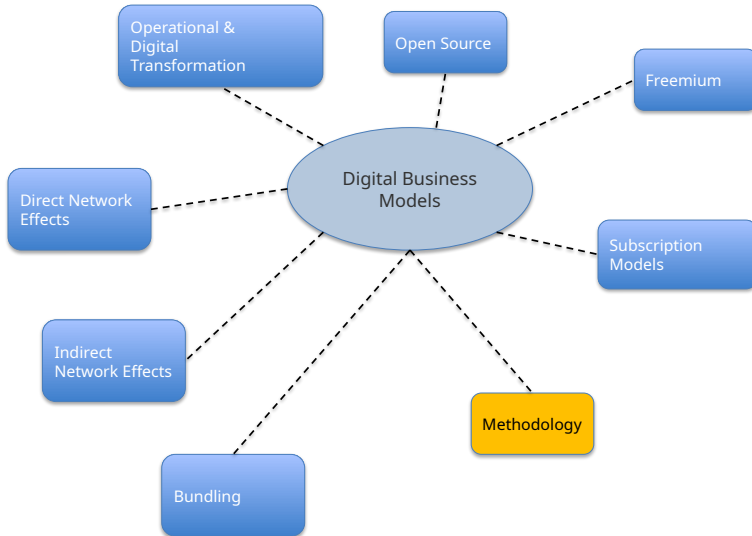 Operational &
Digital
Transformation
Open Source
Freemium
Digital Business
Models
Direct Network
Effects
Subscription
Models
Indirect
Network Effects
Methodology
Bundling